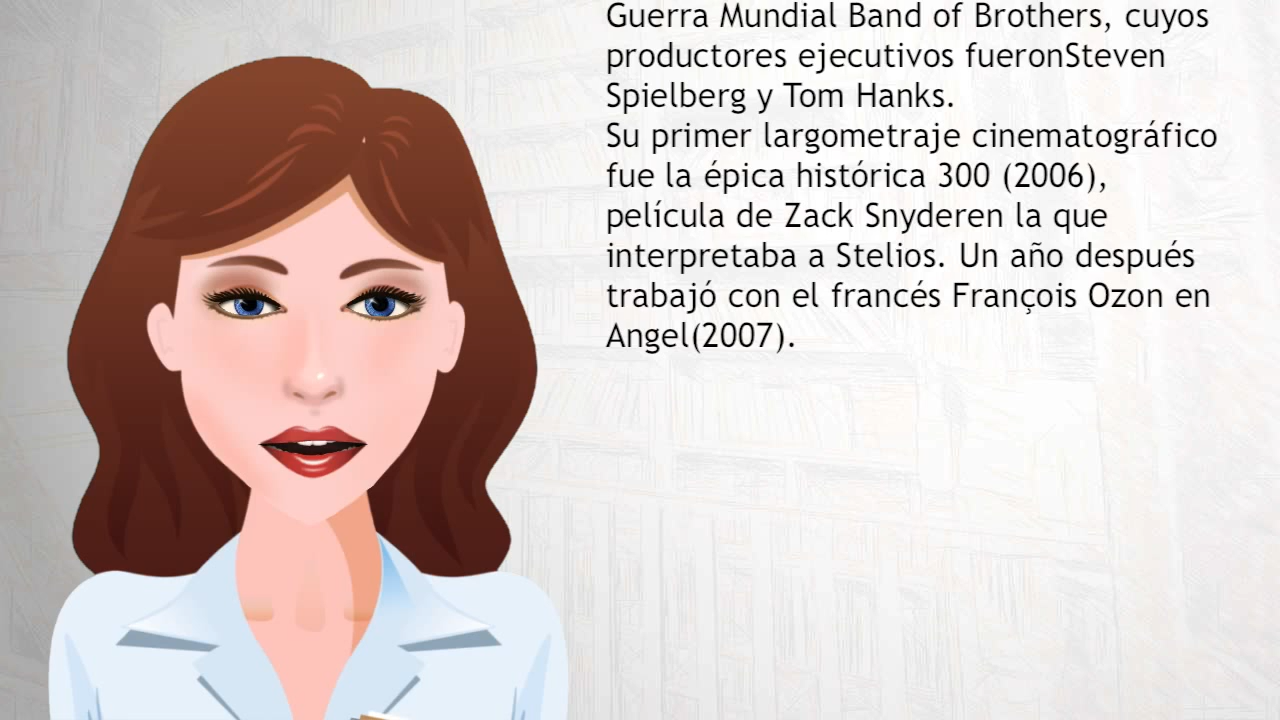 Guerra Mundial Band of Brothers, cuyos
productores ejecutivos fueronSteven
Spielberg y Tom Hanks.
Su primer largometraje cinematográfico
fue la épica histórica 300 (2006),
película de Zack Snyderen la que
interpretaba a Stelios. Un año después
trabajó con el francés François Ozon en
Angel(2007).